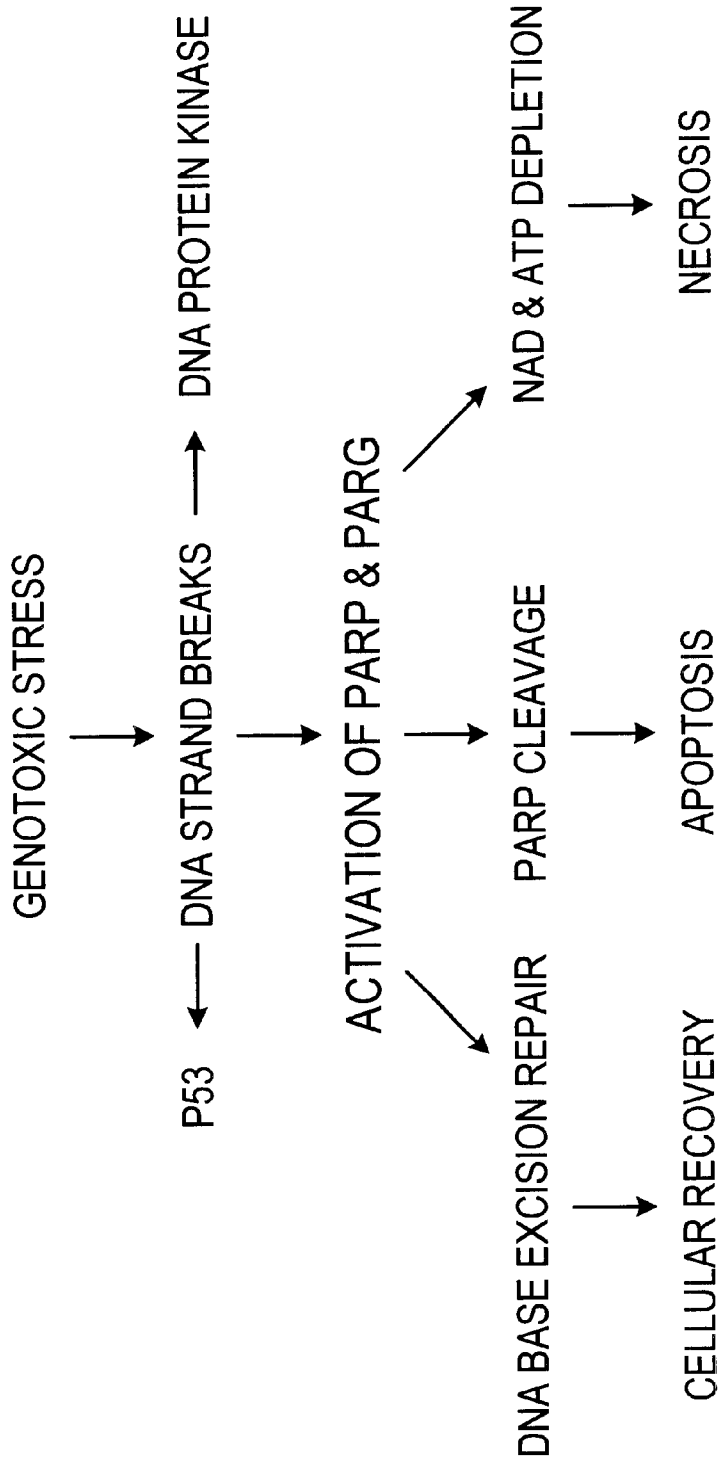 GENOTOXIC STRESS
P53 DNA STRAND BREAKS DNA PROTEIN KINASE
ACTIVATION OF PARP & PARG
DNA BASE EXCISION REPAIR PARP CLEAVAGE NAD & ATP DEPLETION
CELLULAR RECOVERY APOPTOSIS NECROSIS